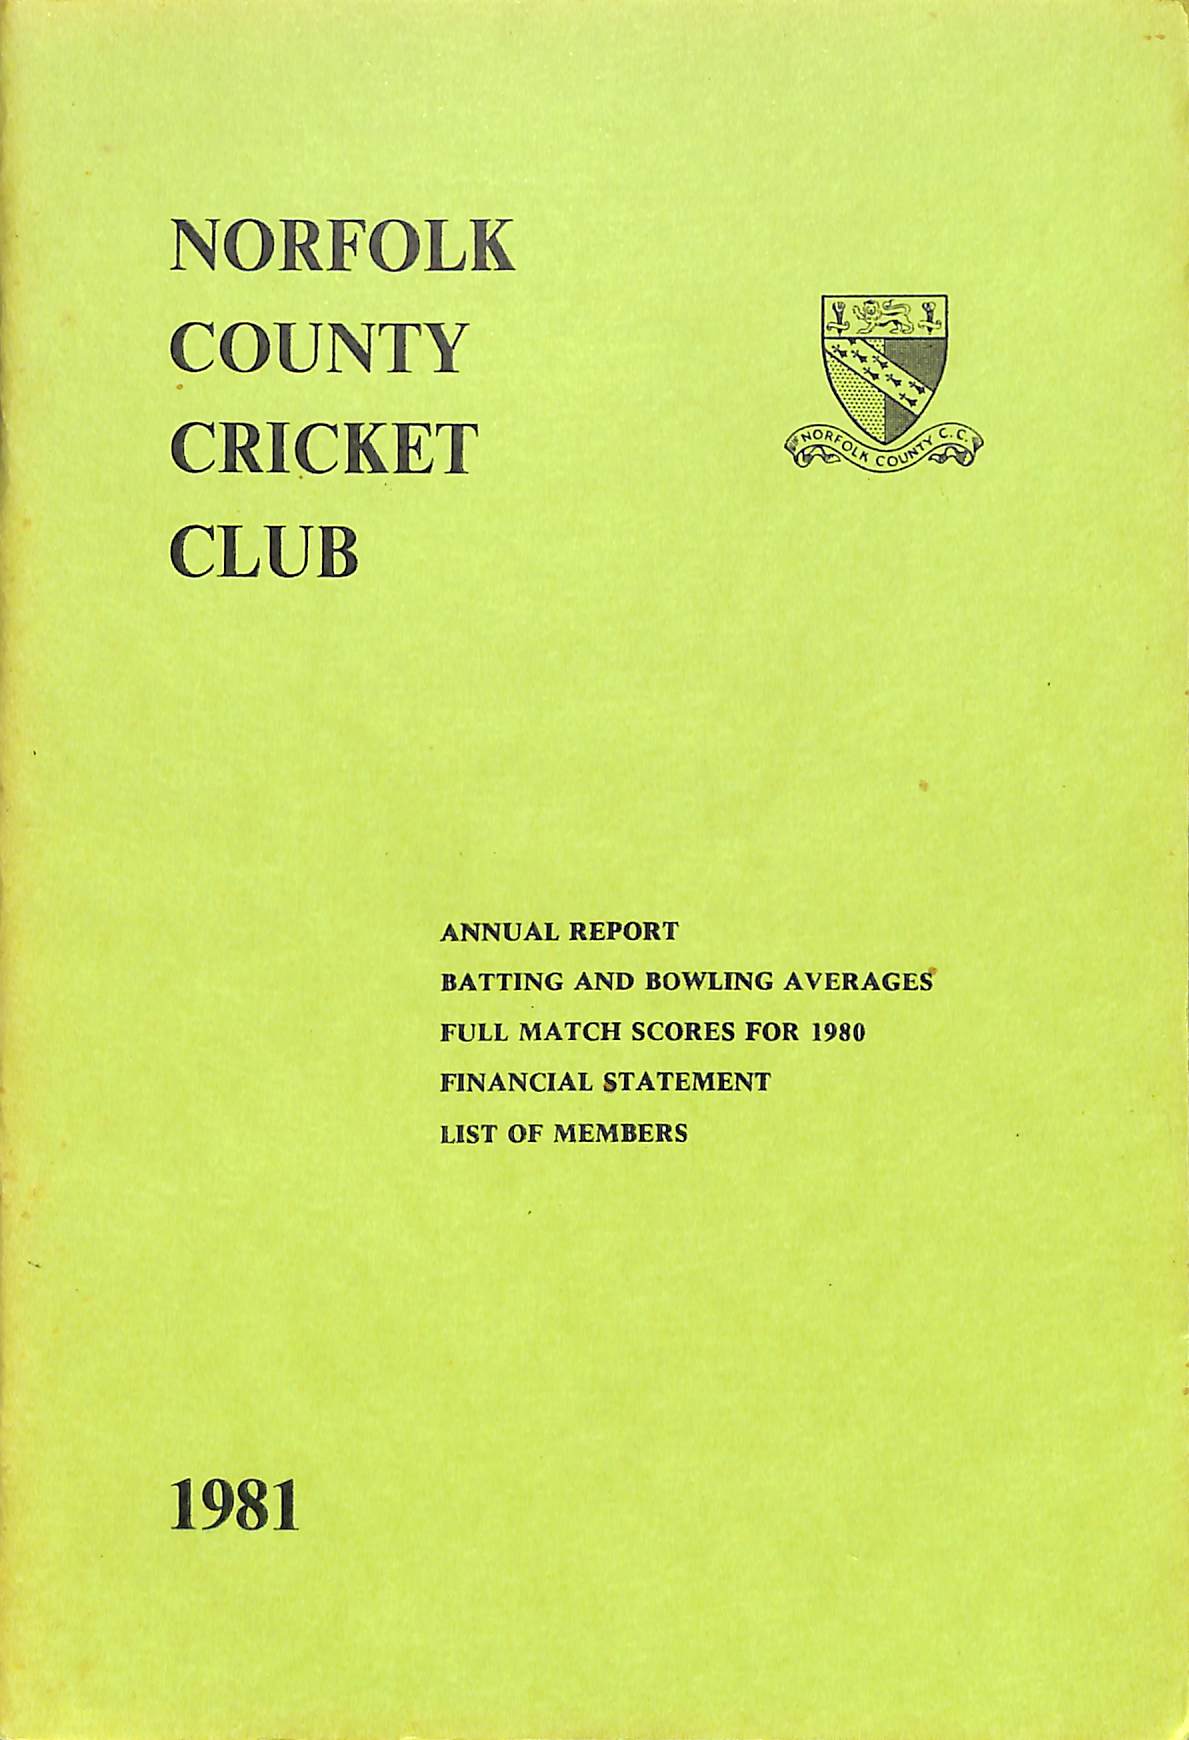 NORFOLK
COUNTY
CRICKET
CLUB
NORFOLK COUNTY C.C.
ANNUAL REPORT
BATTING AND BOWLING AVERAGES
FULL MATCH SCORES FOR 1980
FINANCIAL STATEMENT
LIST OF MEMBERS
1981